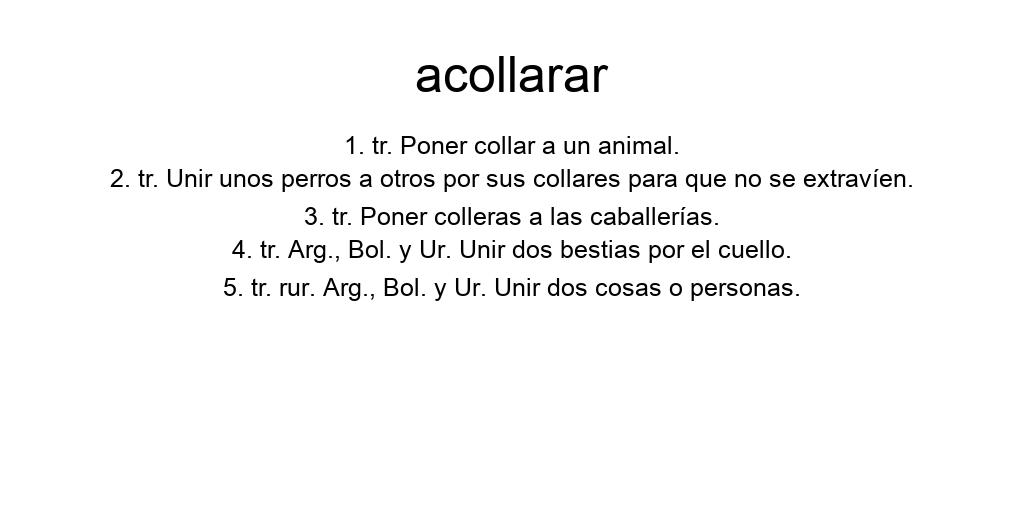 acollarar
1. tr. Poner collar a un animal.
2. tr. Unir unos perros a otros por sus collares para que no se extravíen.
3. tr. Poner colleras a las caballerías.
4. tr. Arg., Bol. y Ur. Unir dos bestias por el cuello.
5. tr. rur. Arg., Bol. y Ur. Unir dos cosas o personas.